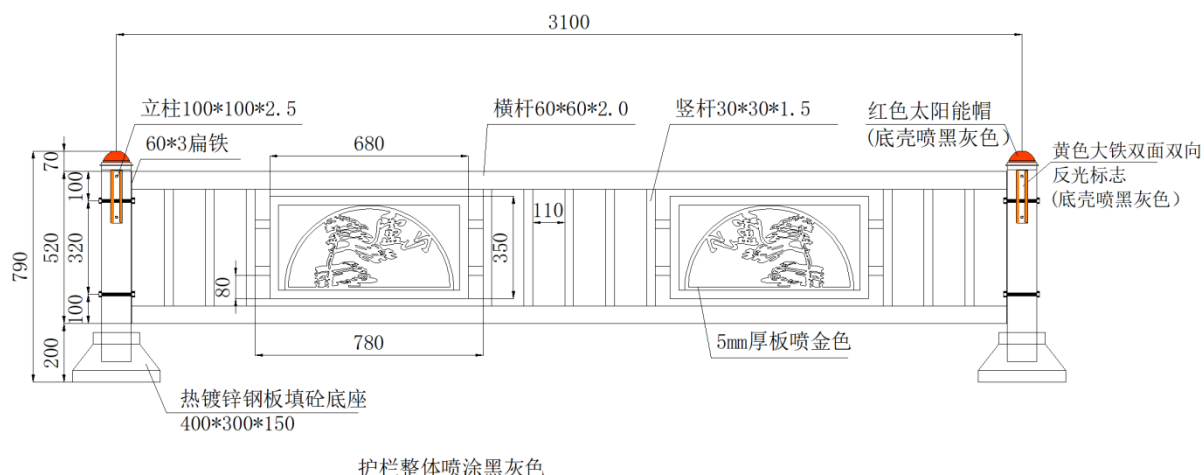 3100
立柱100*100*2.5
横杆60*60*2.0
竖杆30*30*1.5
红色太阳能帽
(底壳喷黑灰色)
60*3扁铁
680
黄色大铁双面双向
反光标志
(底壳喷黑灰色)
70
100
110
790
520
320
350
80
100
200
780
5mm厚板喷金色
热镀锌钢板填砼底座
400*300*150
护栏整体喷涂黑灰色